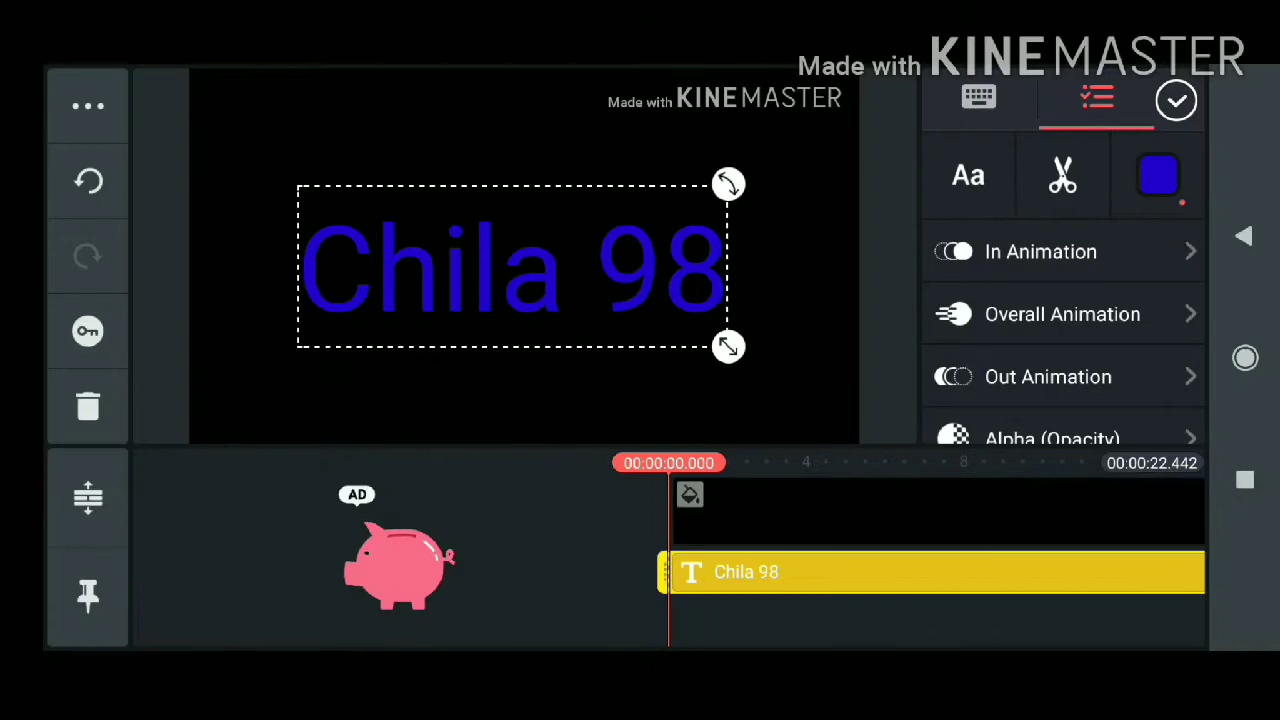 Made with KINEMASTER
Made with KINEMASTER
Chila 98
Aa
In Animation
Overall Animation
Out Animation
Alpha (Opacity)
00:00:00.000
4
8
00:00:22.442
AD
T Chila 98